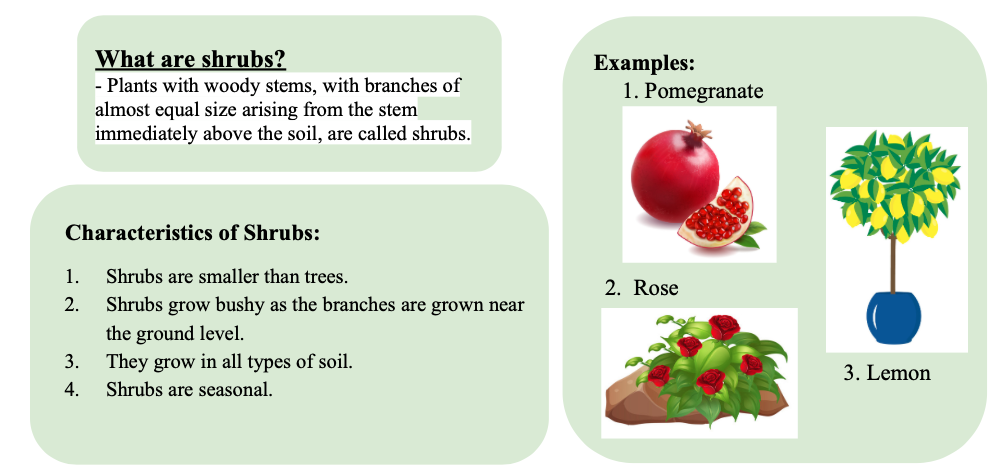 What are shrubs?
- Plants with woody stems, with branches of
almost equal size arising from the stem
immediately above the soil, are called shrubs.
Characteristics of Shrubs:
1. Shrubs are smaller than trees.
2. Shrubs grow bushy as the branches are grown near
the ground level.
3. They grow in all types of soil.
4. Shrubs are seasonal.
Examples:
1. Pomegranate
2. Rose
3. Lemon